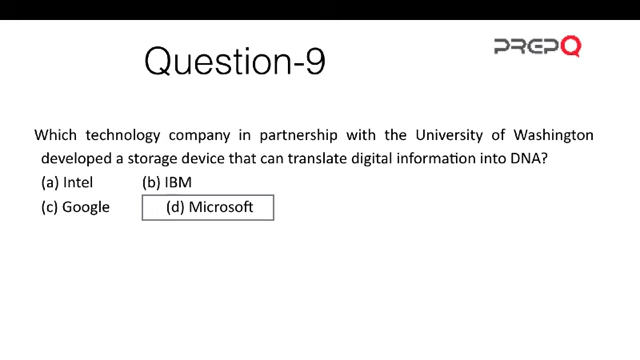 PREPQ
Question-9
Which technology company in partnership with the University of Washington
developed a storage device that can translate digital information into DNA?
(a) Intel (b) IBM
(c) Google (d) Microsoft